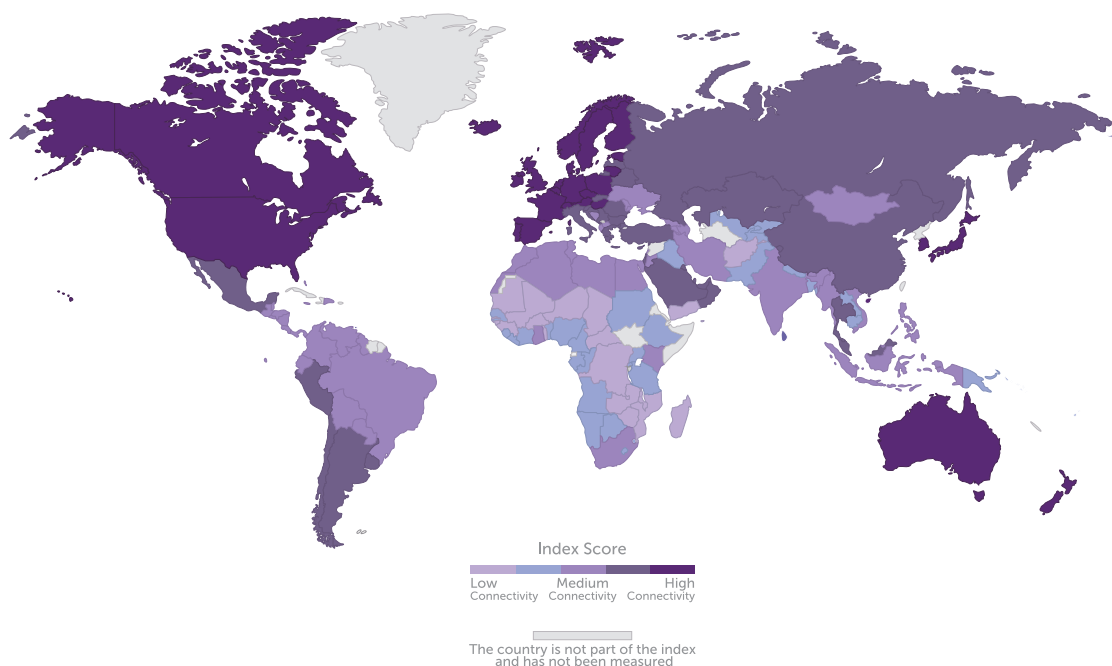 Index Score
Low Medium High
Connectivity Connectivity Connectivity
The country is not part of the index
and has not been measured